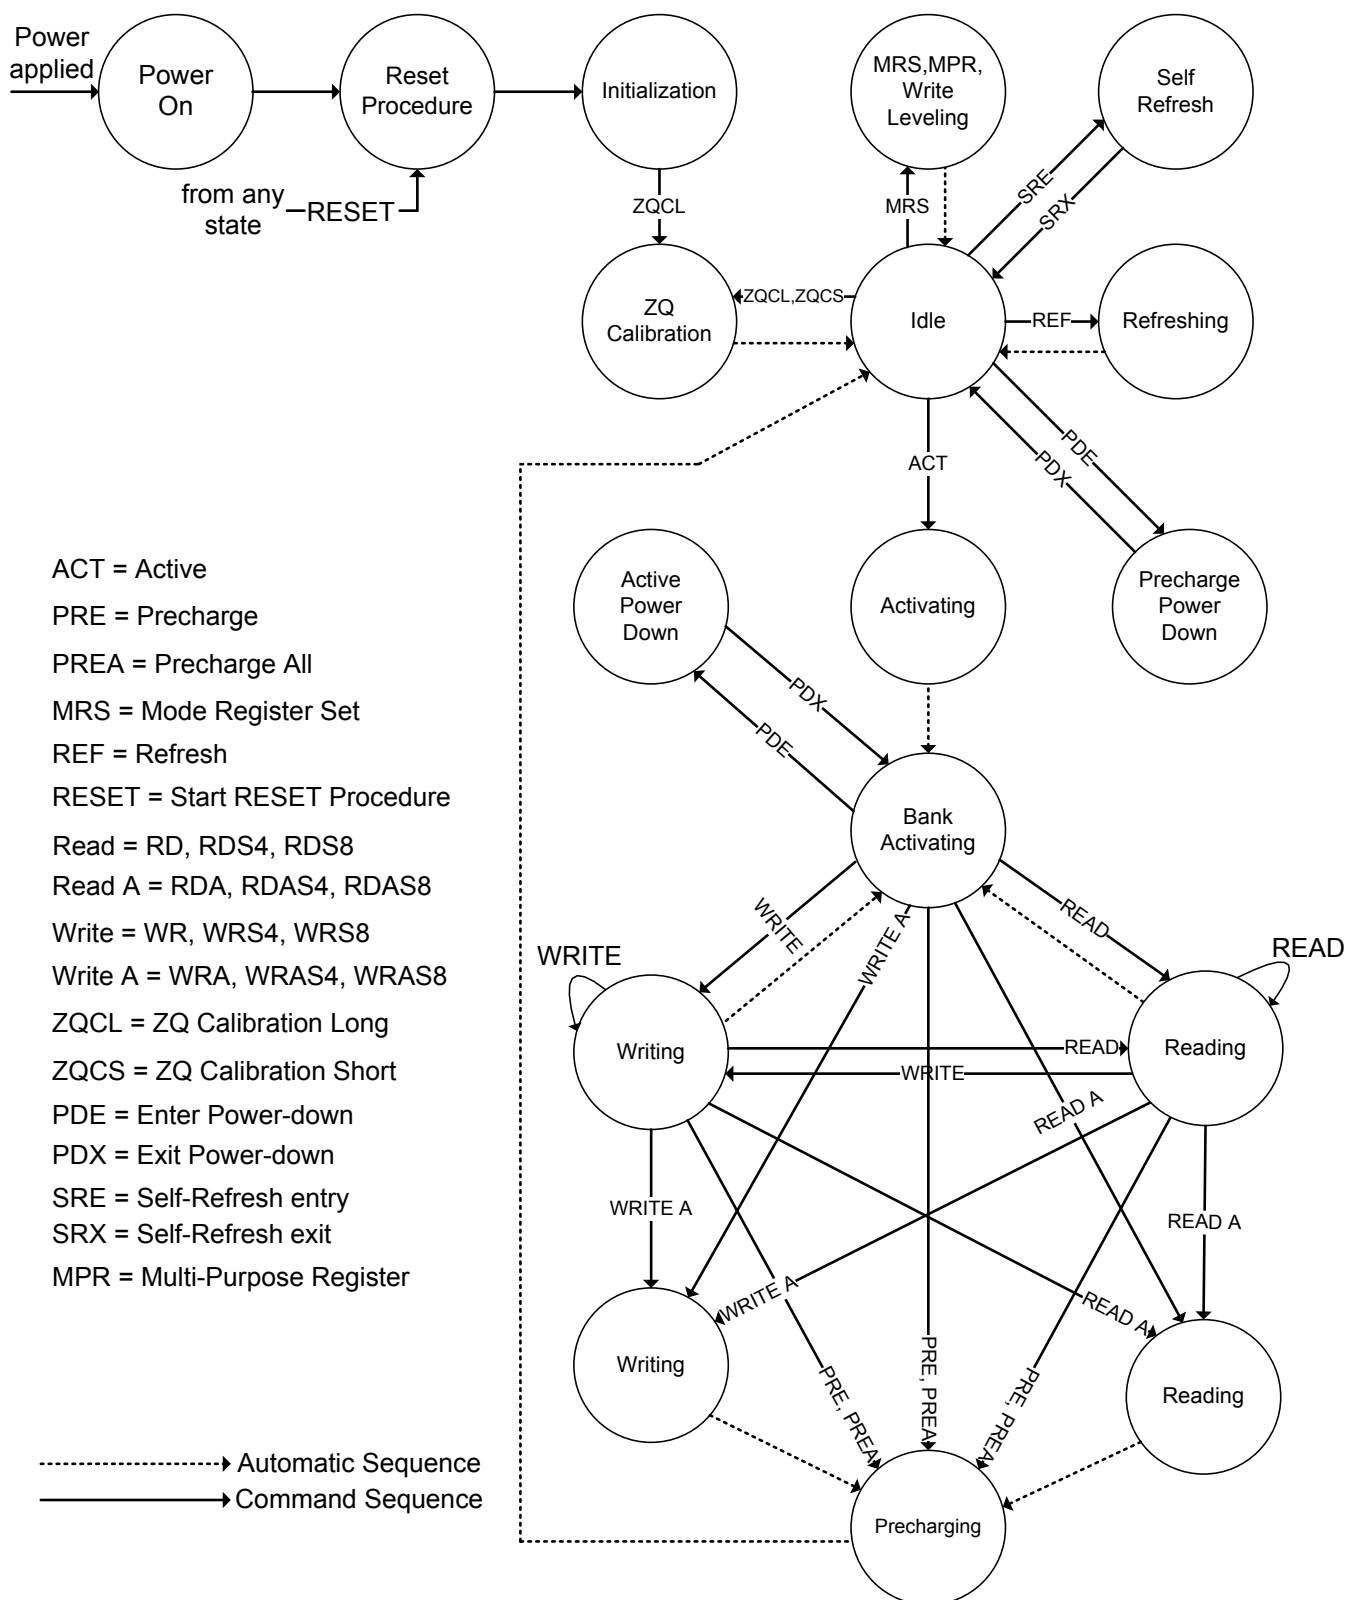 Power
applied
Power
On
Reset
Procedure
Initialization
MRS,MPR,
Write
Leveling
Self
Refresh
from any
state
RESET
ZQCL
MRS
SRE
SRX
ZQ
Calibration
ZQCL,ZQCS
Idle
REF
Refreshing
ACT
PDE
PDX
Active
Power
Down
Activating
Precharge
Power
Down
PDX
PDE
Bank
Activating
ACT = Active
PRE = Precharge
PREA = Precharge All
MRS = Mode Register Set
REF = Refresh
RESET = Start RESET Procedure
Read = RD, RDS4, RDS8
Read A = RDA, RDAS4, RDAS8
Write = WR, WRS4, WRS8
Write A = WRA, WRAS4, WRAS8
ZQCL = ZQ Calibration Long
ZQCS = ZQ Calibration Short
PDE = Enter Power-down
PDX = Exit Power-down
SRE = Self-Refresh entry
SRX = Self-Refresh exit
MPR = Multi-Purpose Register
WRITE
WRITE
WRITE A
READ
READ
Writing
READ
WRITE
Reading
READ A
WRITE A
READ A
WRITE A
READ A
Writing
PRE, PREA
PRE, PREA
PRE, PREA
Reading
Precharging
Automatic Sequence
Command Sequence